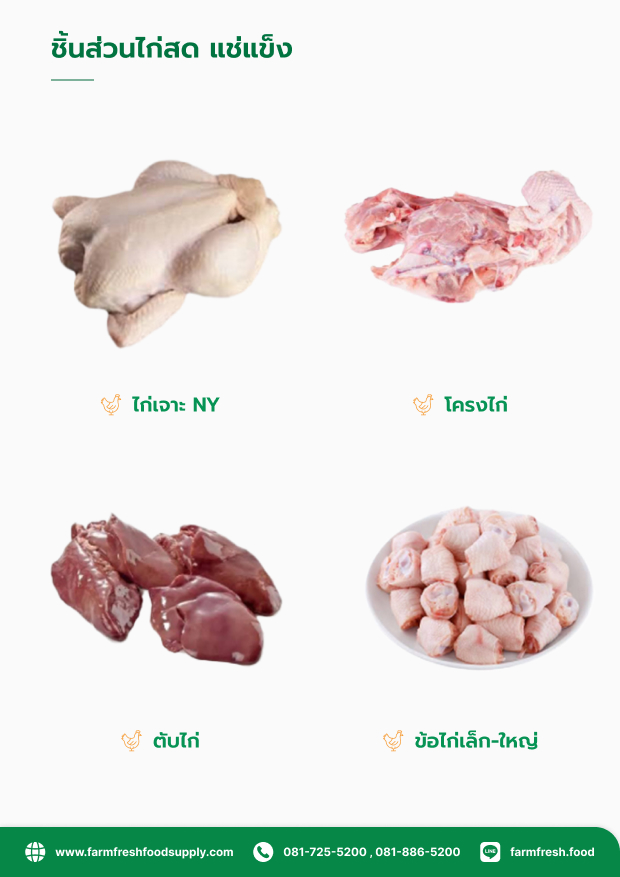 ชิ้นส่วนไก่สด แช่แข็ง
ไก่เจาะ NY
โครงไก่
ตับไก่
ข้อไก่เล็ก-ใหญ่
www.farmfreshfoodsupply.com
081-725-5200 , 081-886-5200
LINE
farmfresh.food